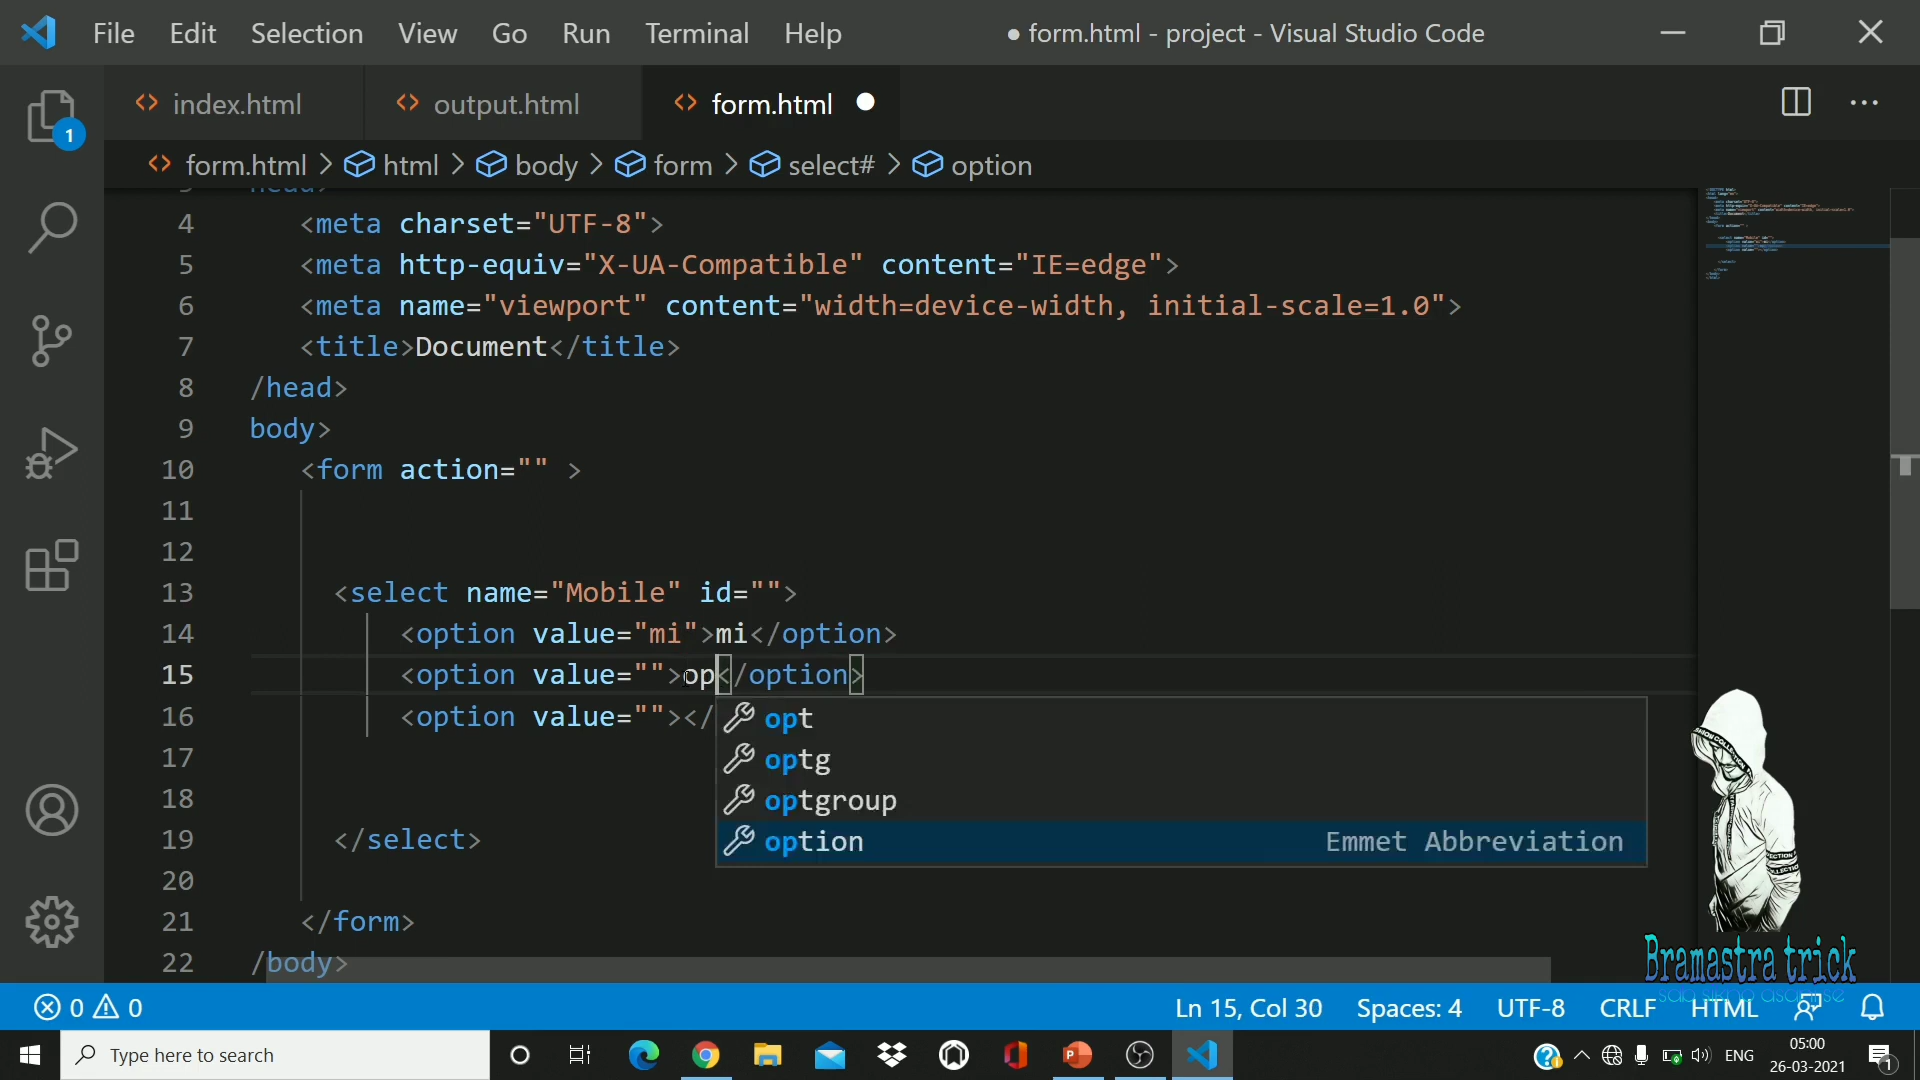 File Edit Selection View Go Run Terminal Help ● form.html - project - Visual Studio Code
index.html output.html form.html
1
form.html > html > body > form > select# > option
4 <meta charset="UTF-8">
5 <meta http-equiv="X-UA-Compatible" content="IE=edge">
6 <meta name="viewport" content="width=device-width, initial-scale=1.0">
7 <title>Document</title>
8 /head>
9 body>
10 <form action="" >
11
12
13 <select name="Mobile" id="">
14 <option value="mi">mi</option>
15 <option value="">op</option>
16 <option value=""></
opt
optg
optgroup
option Emmet Abbreviation
17
18
19 </select>
20
21 </form>
22 /body>
SHION COLLECTION
Bramastra trick
0 0 Ln 15, Col 30 Spaces: 4 UTF-8 CRLF HTML
Type here to search
ENG
05:00
26-03-2021
1